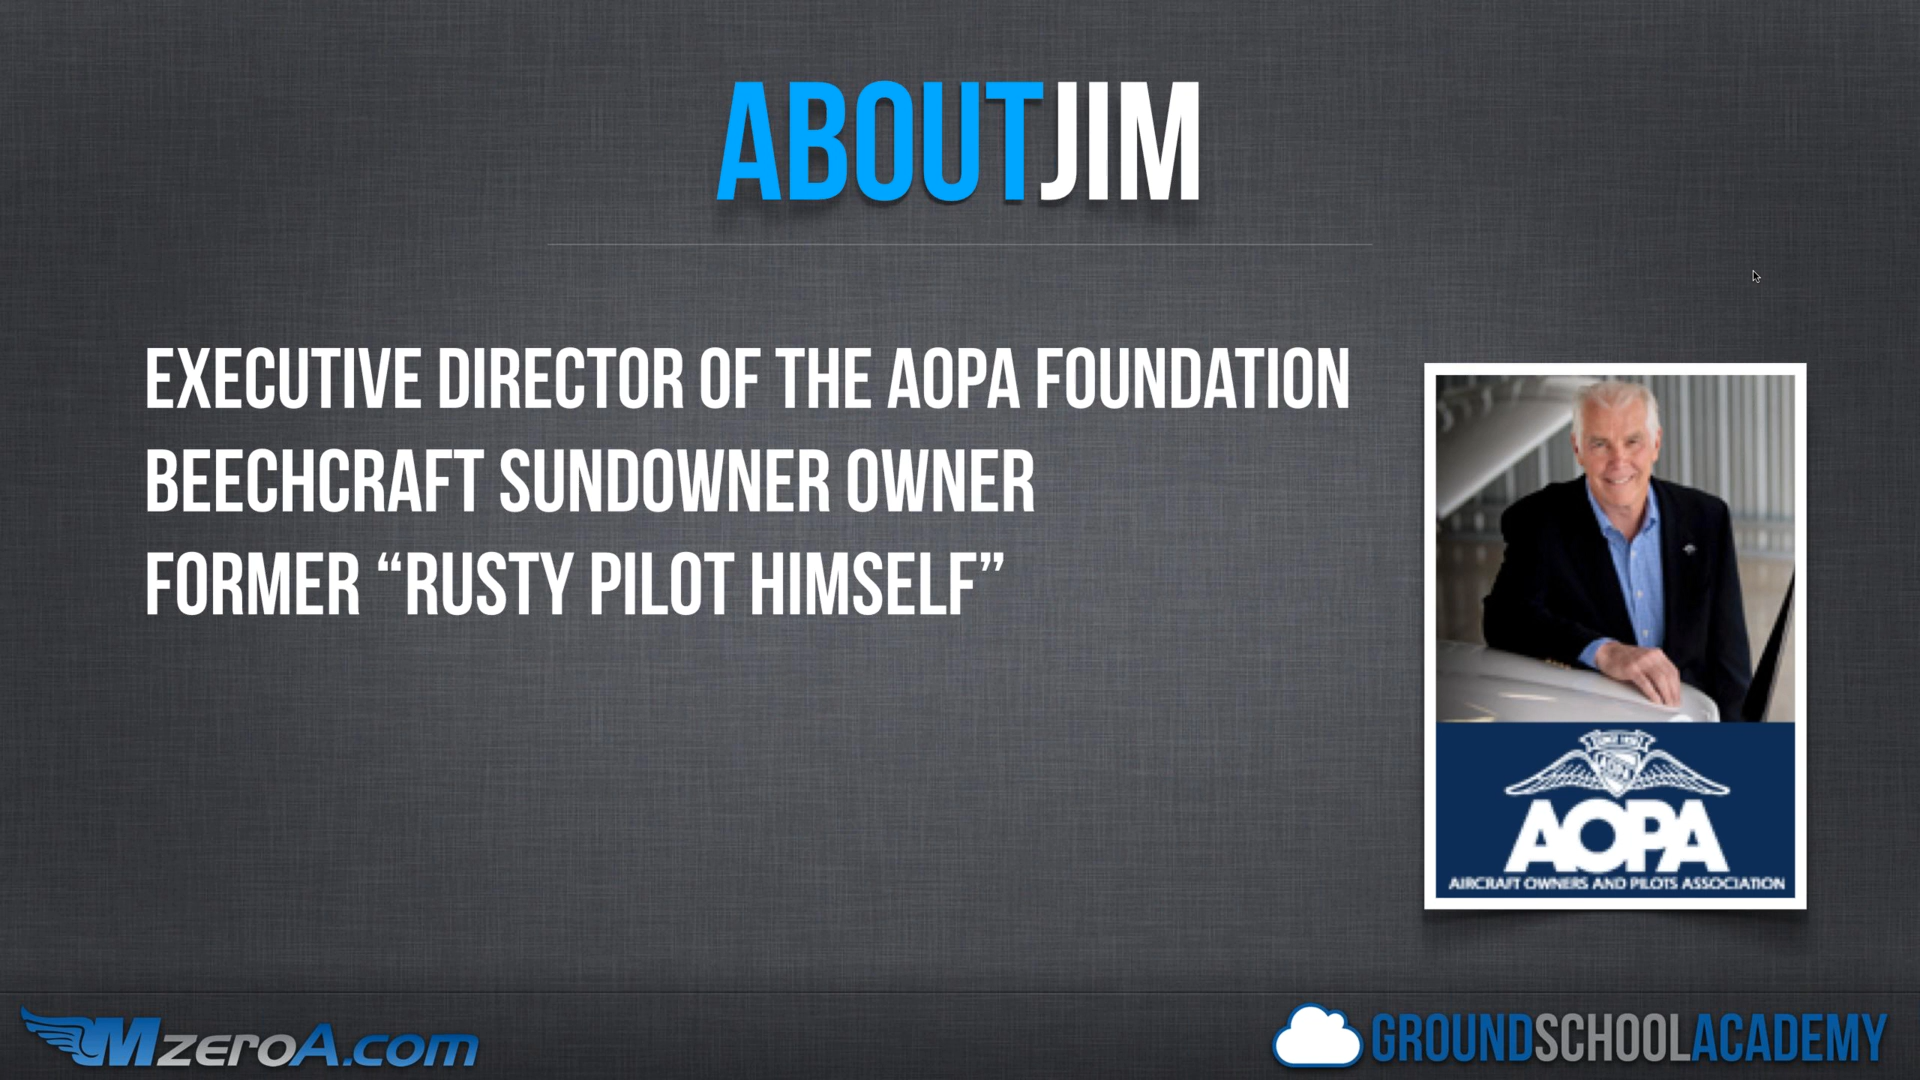 ABOUTJIM
EXECUTIVE DIRECTOR OF THE AOPA FOUNDATION
BEECHCRAFT SUNDOWNER OWNER
FORMER “RUSTY PILOT HIMSELF”
AOPA
AOPA
AIRCRAFT OWNERS AND PILOTS ASSOCIATION
MzeroA.com
GROUNDSCHOOLACADEMY